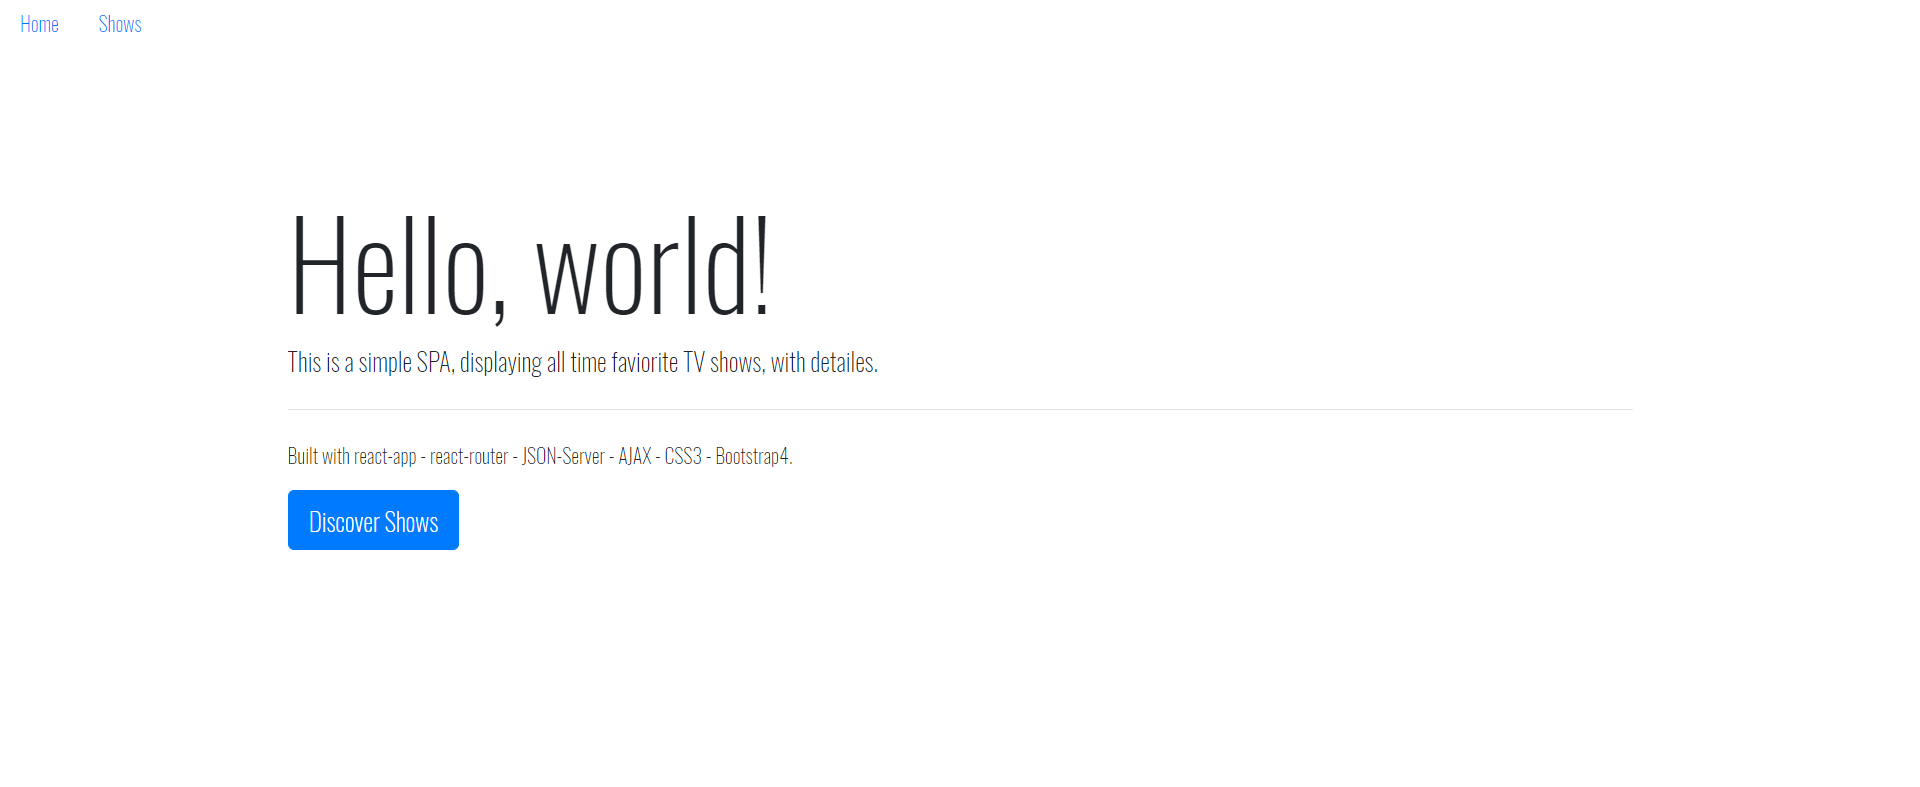 Home Shows
Hello, world!
This is a simple SPA, displaying all time faviorite TV shows, with detailes.
Built with react-app - react-router - JSON-Server - AJAX - CSS3 - Bootstrap4.
Discover Shows